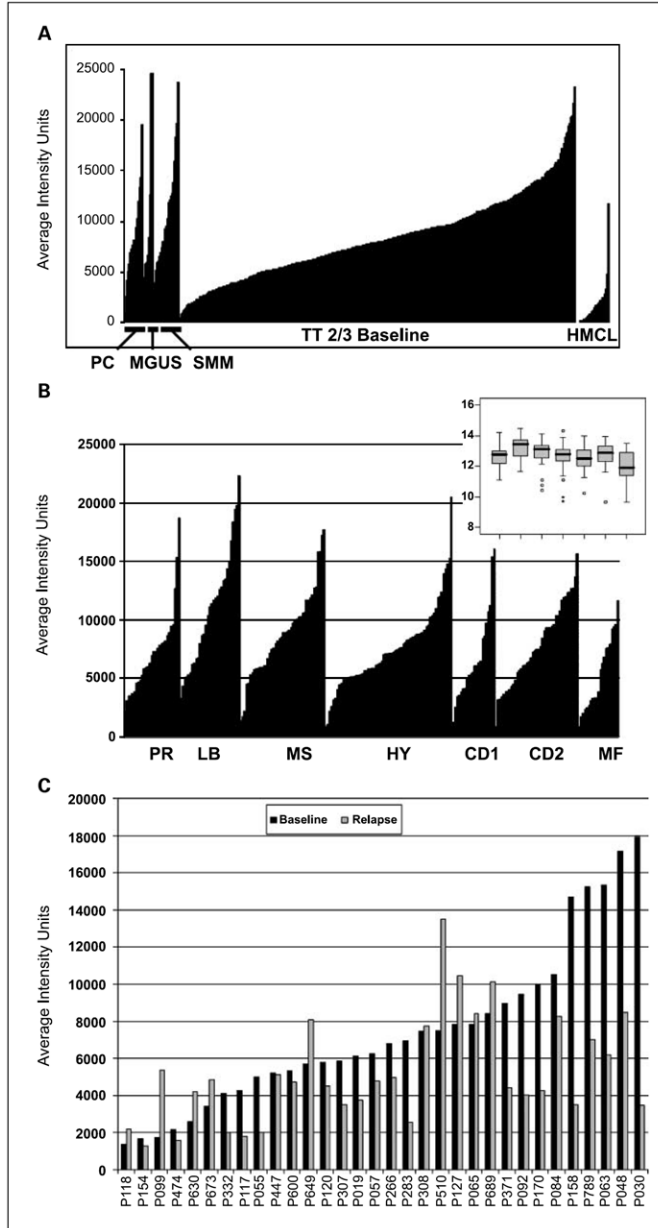 A
Average Intensity Units
25000
20000
15000
10000
5000
0
TT 2/3 Baseline
HMCL
PC MGUS SMM
B
Average Intensity Units
25000
20000
15000
10000
5000
0
16
14
12
10
8
PR LB MS HY CD1 CD2 MF
C
Average Intensity Units
20000
18000
16000
14000
12000
10000
8000
6000
4000
2000
0
Baseline Relapse
P118
P154
P099
P474
P630
P673
P332
P117
P055
P447
P600
P649
P120
P307
P019
P057
P266
P283
P308
P510
P127
P065
P689
P371
P092
P170
P084
P158
P789
P063
P048
P030